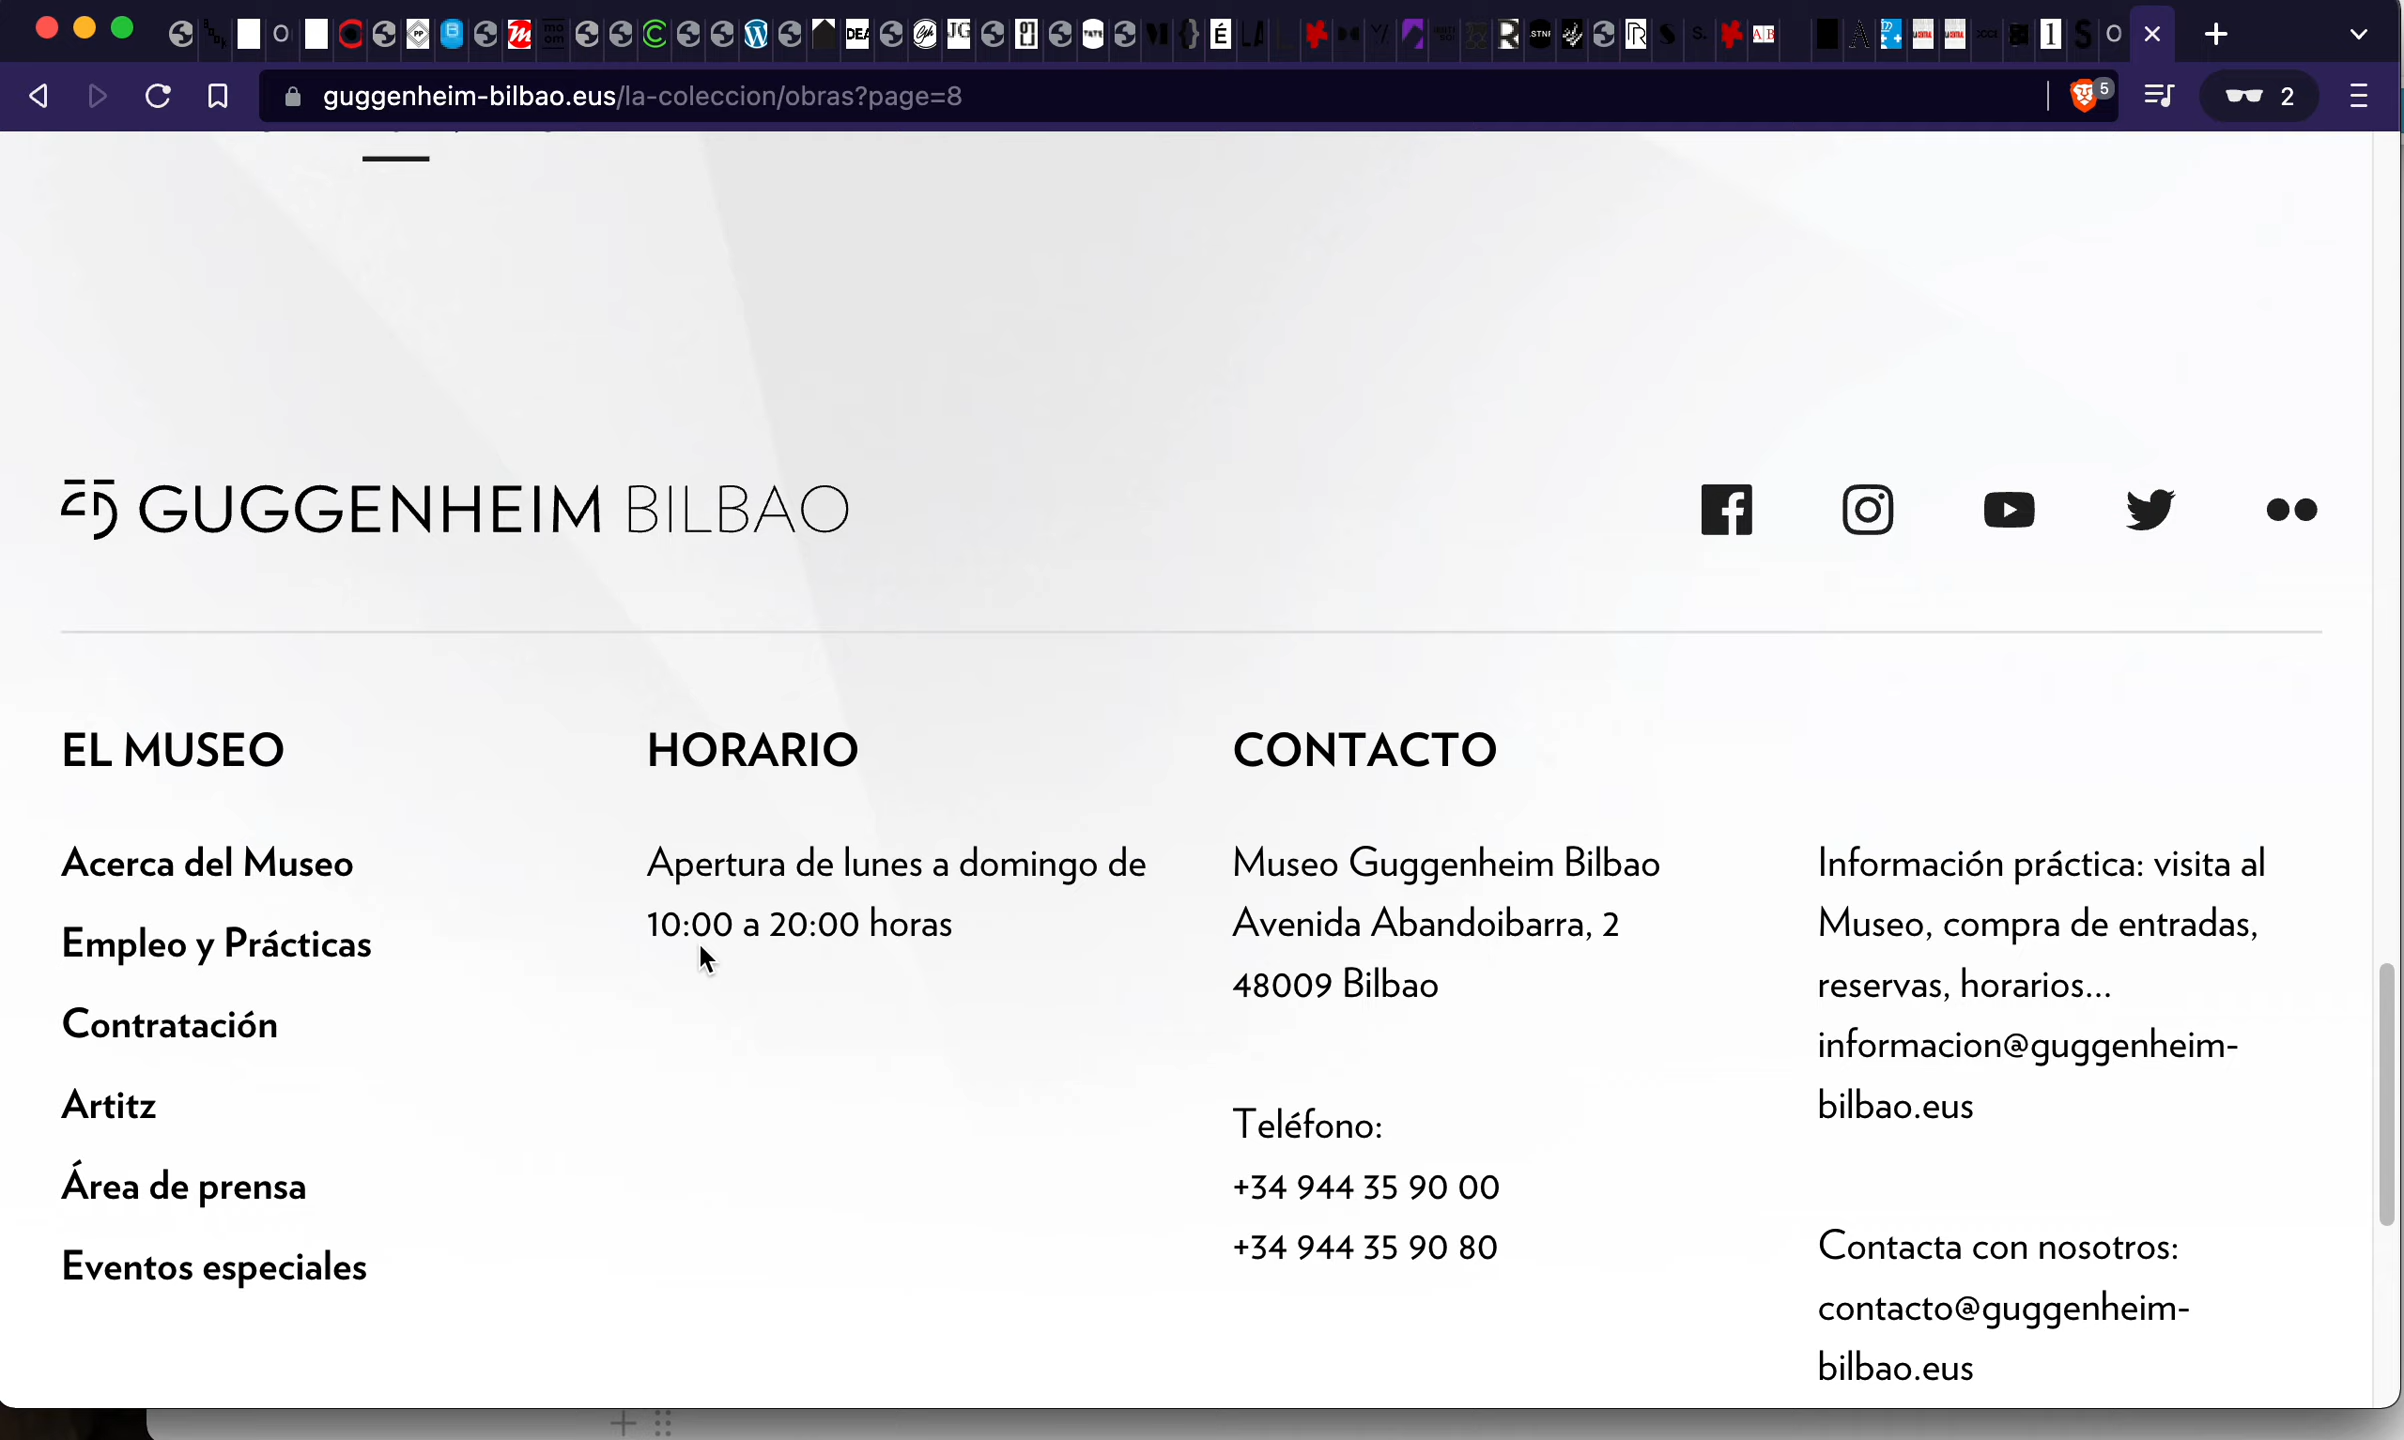 guggenheim-bilbao.eus/la-coleccion/obras?page=8
5
2
GUGGENHEIM BILBAO
EL MUSEO
Acerca del Museo
Empleo y Prácticas
Contratación
Artitz
Área de prensa
Eventos especiales
HORARIO
Apertura de lunes a domingo de
10:00 a 20:00 horas
CONTACTO
Museo Guggenheim Bilbao
Avenida Abandoibarra, 2
48009 Bilbao
Teléfono:
+34 944 35 90 00
+34 944 35 90 80
Información práctica: visita al
Museo, compra de entradas,
reservas, horarios...
informacion@guggenheim-
bilbao.eus
Contacta con nosotros:
contacto@guggenheim-
bilbao.eus